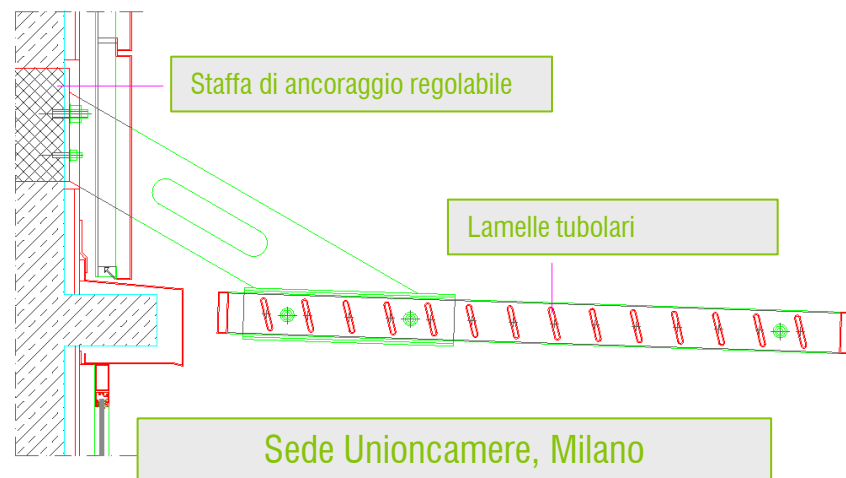 Staffa di ancoraggio regolabile
Lamelle tubolari
Sede Unioncamere, Milano